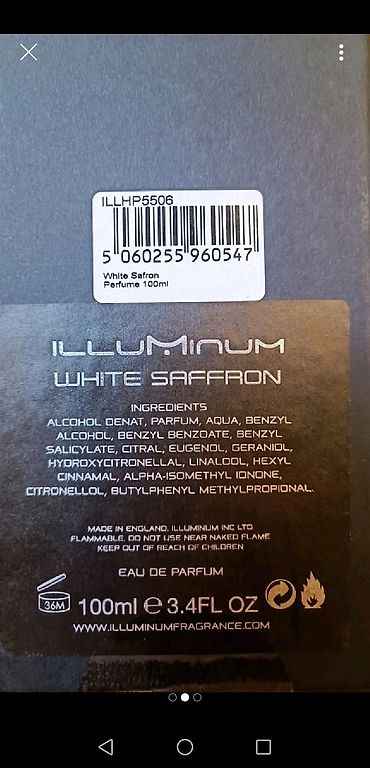 ILLHP5506
5 060255 960547
White Safron
Perfume 100ml
ILLUMINUM
WHITE SAFFRON
INGREDIENTS
ALCOHOL DENAT, PARFUM, AQUA, BENZYL
ALCOHOL, BENZYL BENZOATE, BENZYL
SALICYLATE, CITRAL, EUGENOL, GERANIOL,
HYDROXYCITRONELLAL, LINALOOL, HEXYL
CINNAMAL, ALPHA-ISOMETHYL IONONE,
CITRONELLOL, BUTYLPHENYL METHYLPROPIONAL.
MADE IN ENGLAND, ILLUMINUM INC LTD
FLAMMABLE. DO NOT USE NEAR NAKED FLAME
KEEP OUT OF REACH OF CHILDREN
EAU DE PARFUM
36M 100ml ℮ 3.4FL OZ
WWW.ILLUMINUMFRAGRANCE.COM